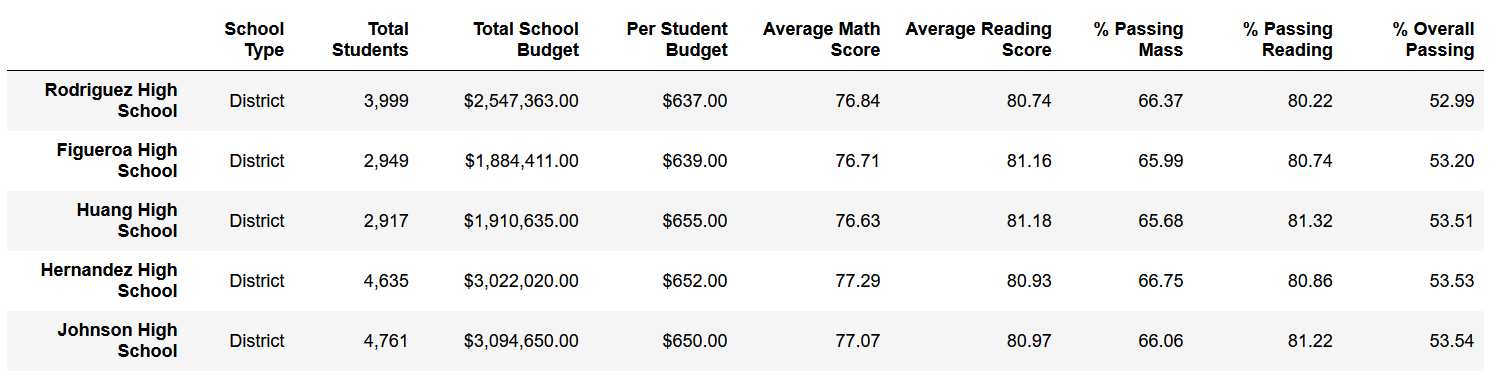 School Type Total Students Total School Budget Per Student Budget Average Math Score Average Reading Score % Passing Mass % Passing Reading % Overall Passing
Rodriguez High School District 3,999 $2,547,363.00 $637.00 76.84 80.74 66.37 80.22 52.99
Figueroa High School District 2,949 $1,884,411.00 $639.00 76.71 81.16 65.99 80.74 53.20
Huang High School District 2,917 $1,910,635.00 $655.00 76.63 81.18 65.68 81.32 53.51
Hernandez High School District 4,635 $3,022,020.00 $652.00 77.29 80.93 66.75 80.86 53.53
Johnson High School District 4,761 $3,094,650.00 $650.00 77.07 80.97 66.06 81.22 53.54